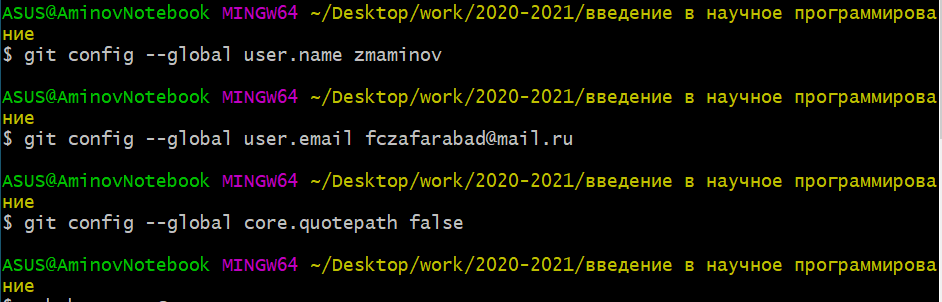 ASUS@AminovNotebook MINGW64 ~/Desktop/work/2020-2021/введение в научное программирова
ние
$ git config --global user.name zmaminov
ASUS@AminovNotebook MINGW64 ~/Desktop/work/2020-2021/введение в научное программирова
ние
$ git config --global user.email fczafarabad@mail.ru
ASUS@AminovNotebook MINGW64 ~/Desktop/work/2020-2021/введение в научное программирова
ние
$ git config --global core.quotepath false
ASUS@AminovNotebook MINGW64 ~/Desktop/work/2020-2021/введение в научное программирова
ние